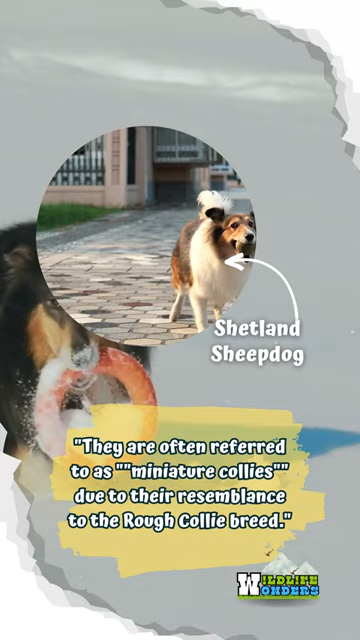 Shetland
Sheepdog
"They are often referred
to as ""miniature collies""
due to their resemblance
to the Rough Collie breed."
WILDLIFE
WONDERS